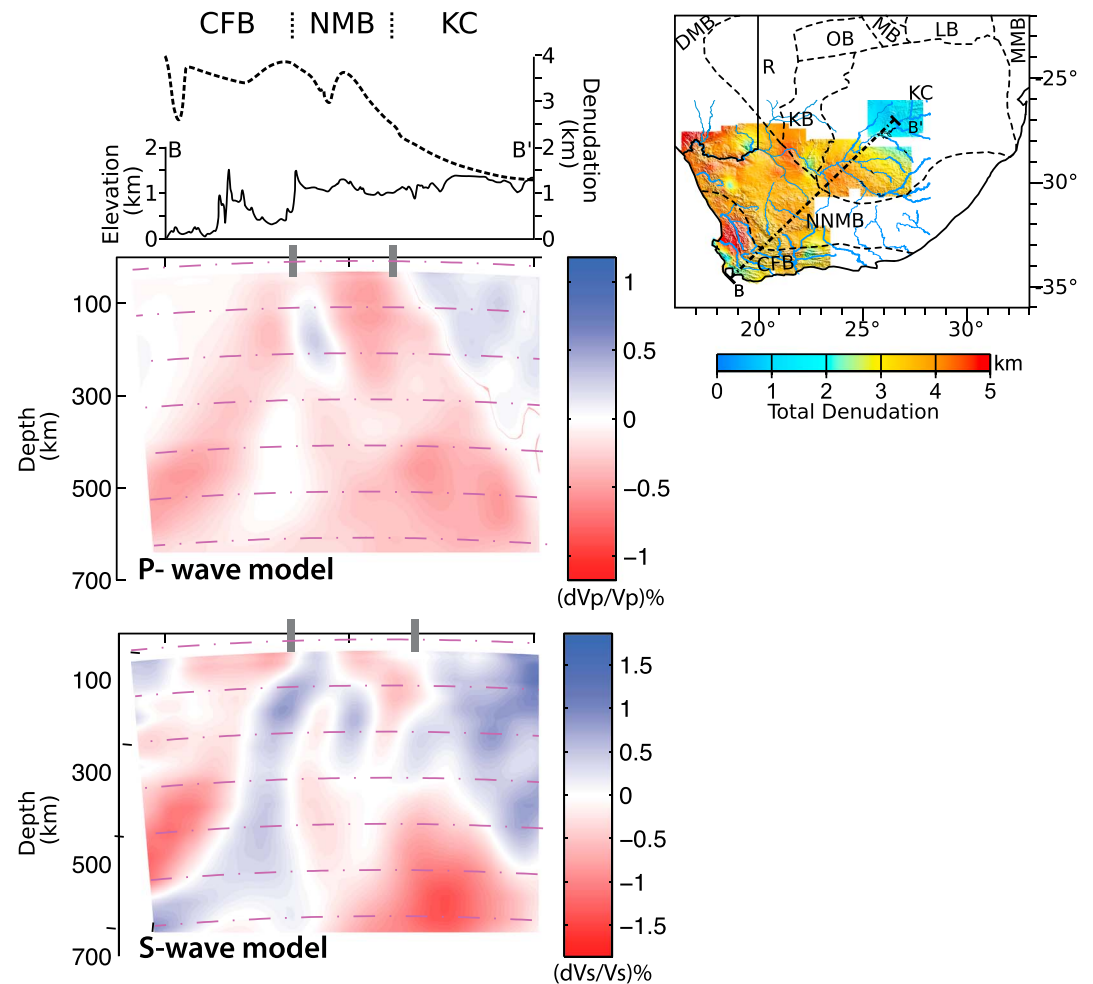 CFB NMB KC
4
3
2
1
0
Denudation
(km)
B
B'
2
1.5
1
0
Elevation
(km)
100
300
500
700
Depth
(km)
P- wave model
1
0.5
0
−0.5
−1
(dVp/Vp)%
100
300
500
700
Depth
(km)
S-wave model
1.5
1
0.5
0
−0.5
−1
−1.5
(dVs/Vs)%
DMB
R
OB
MB
LB
MMB
KC
B'
KB
NNMB
CFB
B
−25°
−30°
−35°
20° 25° 30°
km
0 1 2 3 4 5
Total Denudation